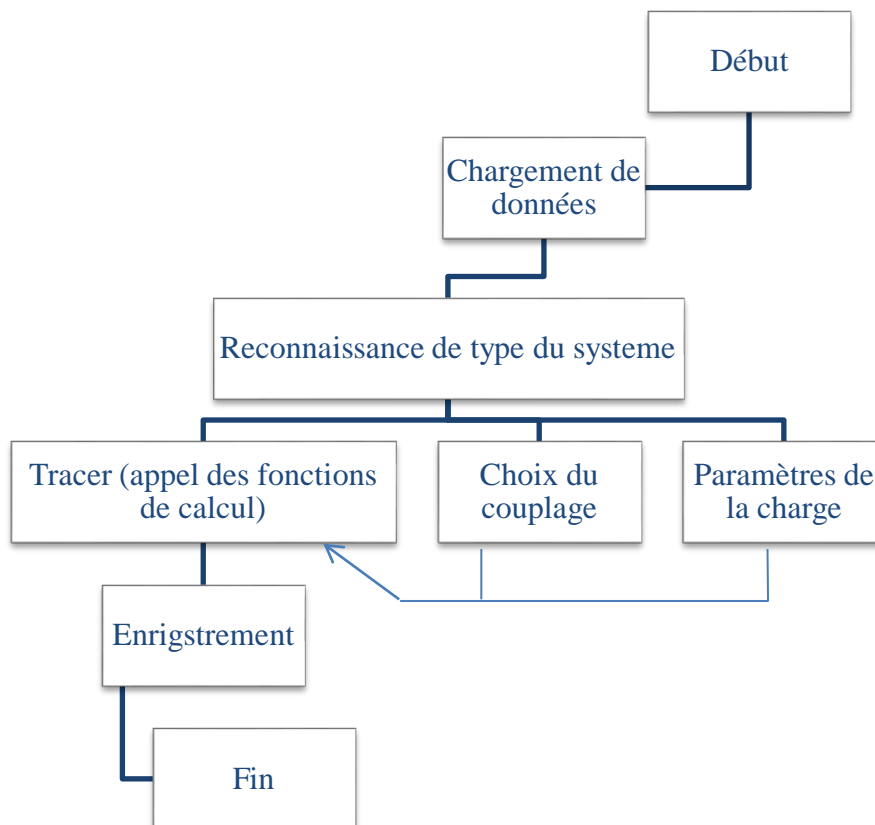 Début
Chargement de
données
Reconnaissance de type du systeme
Tracer (appel des fonctions
de calcul)
Choix du
couplage
Paramètres de
la charge
Enrigstrement
Fin